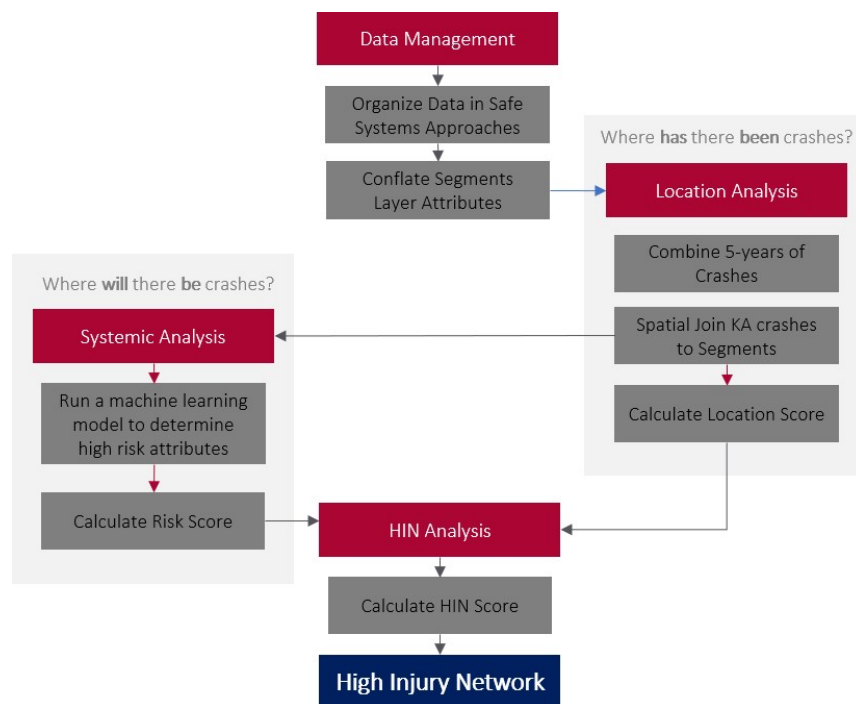 Data Management
Organize Data in Safe
Systems Approaches
Conflate Segments
Layer Attributes
Where has there been crashes?
Location Analysis
Combine 5-years of
Crashes
Spatial Join KA crashes
to Segments
Calculate Location Score
Where will there be crashes?
Systemic Analysis
Run a machine learning
model to determine
high risk attributes
Calculate Risk Score
HIN Analysis
Calculate HIN Score
High Injury Network